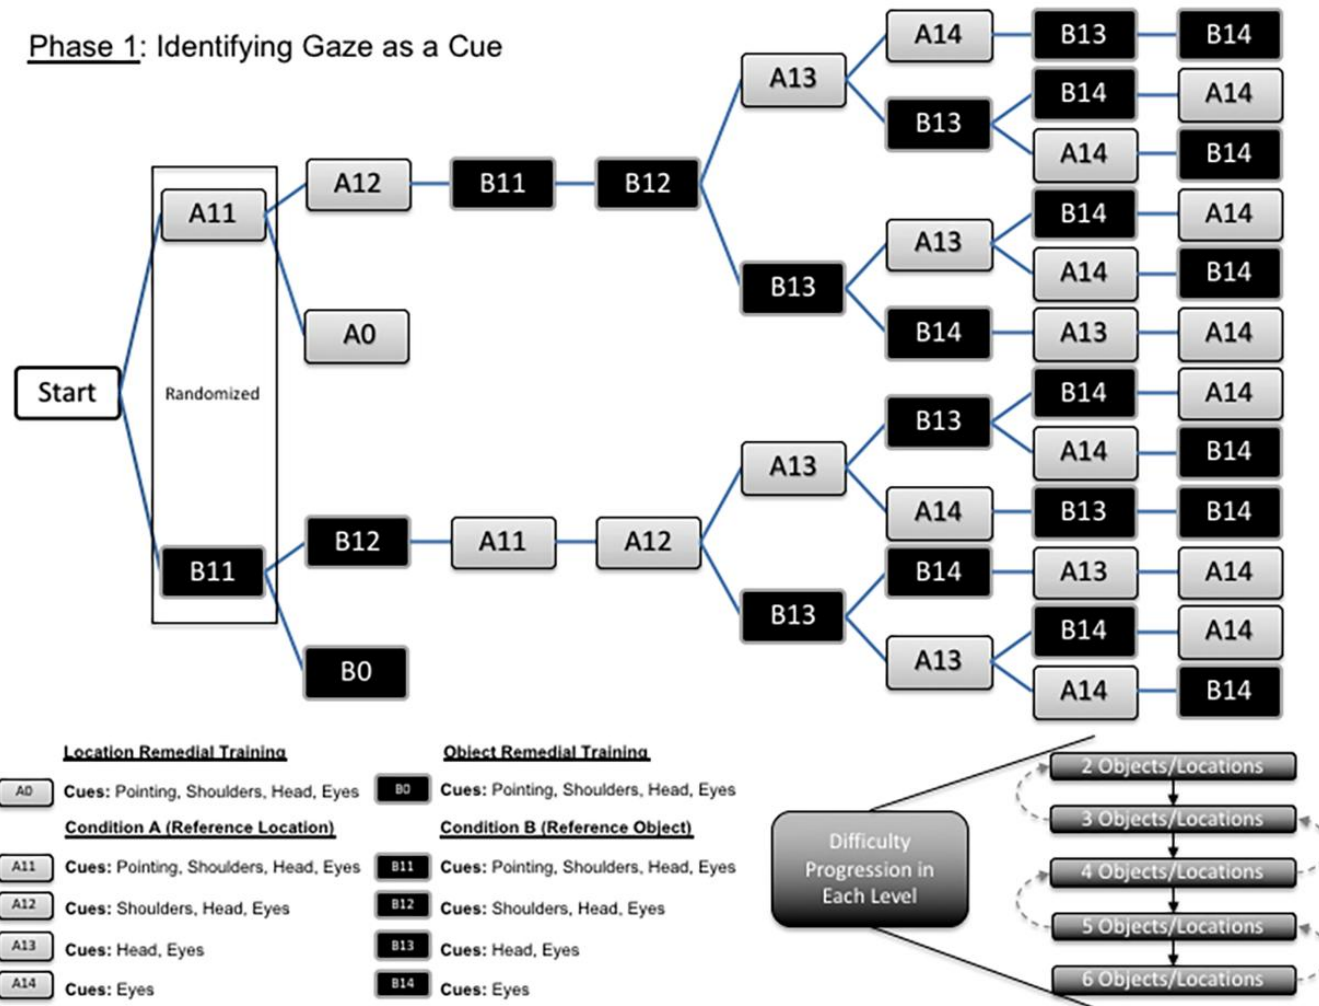 Phase 1: Identifying Gaze as a Cue
A14 B13 B14
A13
B14 A14
B13
A14 B14
A12 B11 B12
A11
B14 A14
A13
A14 B14
B13
B14 A13 A14
A0
Start
Randomized
B14 A14
B13
A14 B14
A13
A14 B13 B14
B12 A11 A12
B11
B14 A13 A14
B13
B14 A14
A13
A14 B14
B0
Location Remedial Training
A0 Cues: Pointing, Shoulders, Head, Eyes
Condition A (Reference Location)
A11 Cues: Pointing, Shoulders, Head, Eyes
A12 Cues: Shoulders, Head, Eyes
A13 Cues: Head, Eyes
A14 Cues: Eyes
Object Remedial Training
B0 Cues: Pointing, Shoulders, Head, Eyes
Condition B (Reference Object)
B11 Cues: Pointing, Shoulders, Head, Eyes
B12 Cues: Shoulders, Head, Eyes
B13 Cues: Head, Eyes
B14 Cues: Eyes
Difficulty
Progression in
Each Level
2 Objects/Locations
3 Objects/Locations
4 Objects/Locations
5 Objects/Locations
6 Objects/Locations